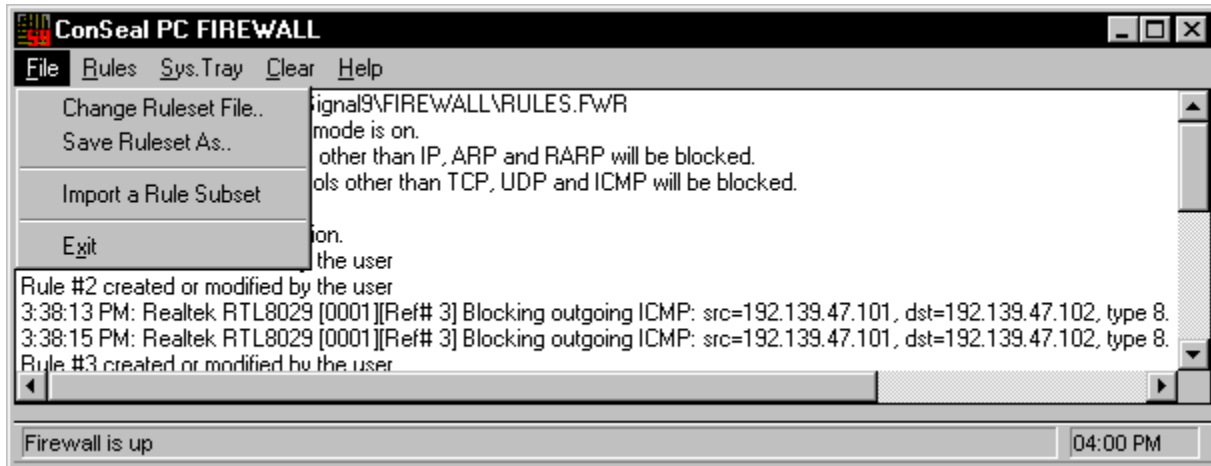 ConSeal PC FIREWALL
File Rules Sys.Tray Clear Help
Change Ruleset File..
Save Ruleset As..
Import a Rule Subset
Exit
\FIREWALL\RULES.FWR
mode is on.
other than IP, ARP and RARP will be blocked.
other than TCP, UDP and ICMP will be blocked.
the user
Rule #2 created or modified by the user
3:38:13 PM: Realtek RTL8029 [0001][Ref# 3] Blocking outgoing ICMP: src=192.139.47.101, dst=192.139.47.102, type 8.
3:38:15 PM: Realtek RTL8029 [0001][Ref# 3] Blocking outgoing ICMP: src=192.139.47.101, dst=192.139.47.102, type 8.
Rule #3 created or modified by the user
Firewall is up
04:00 PM